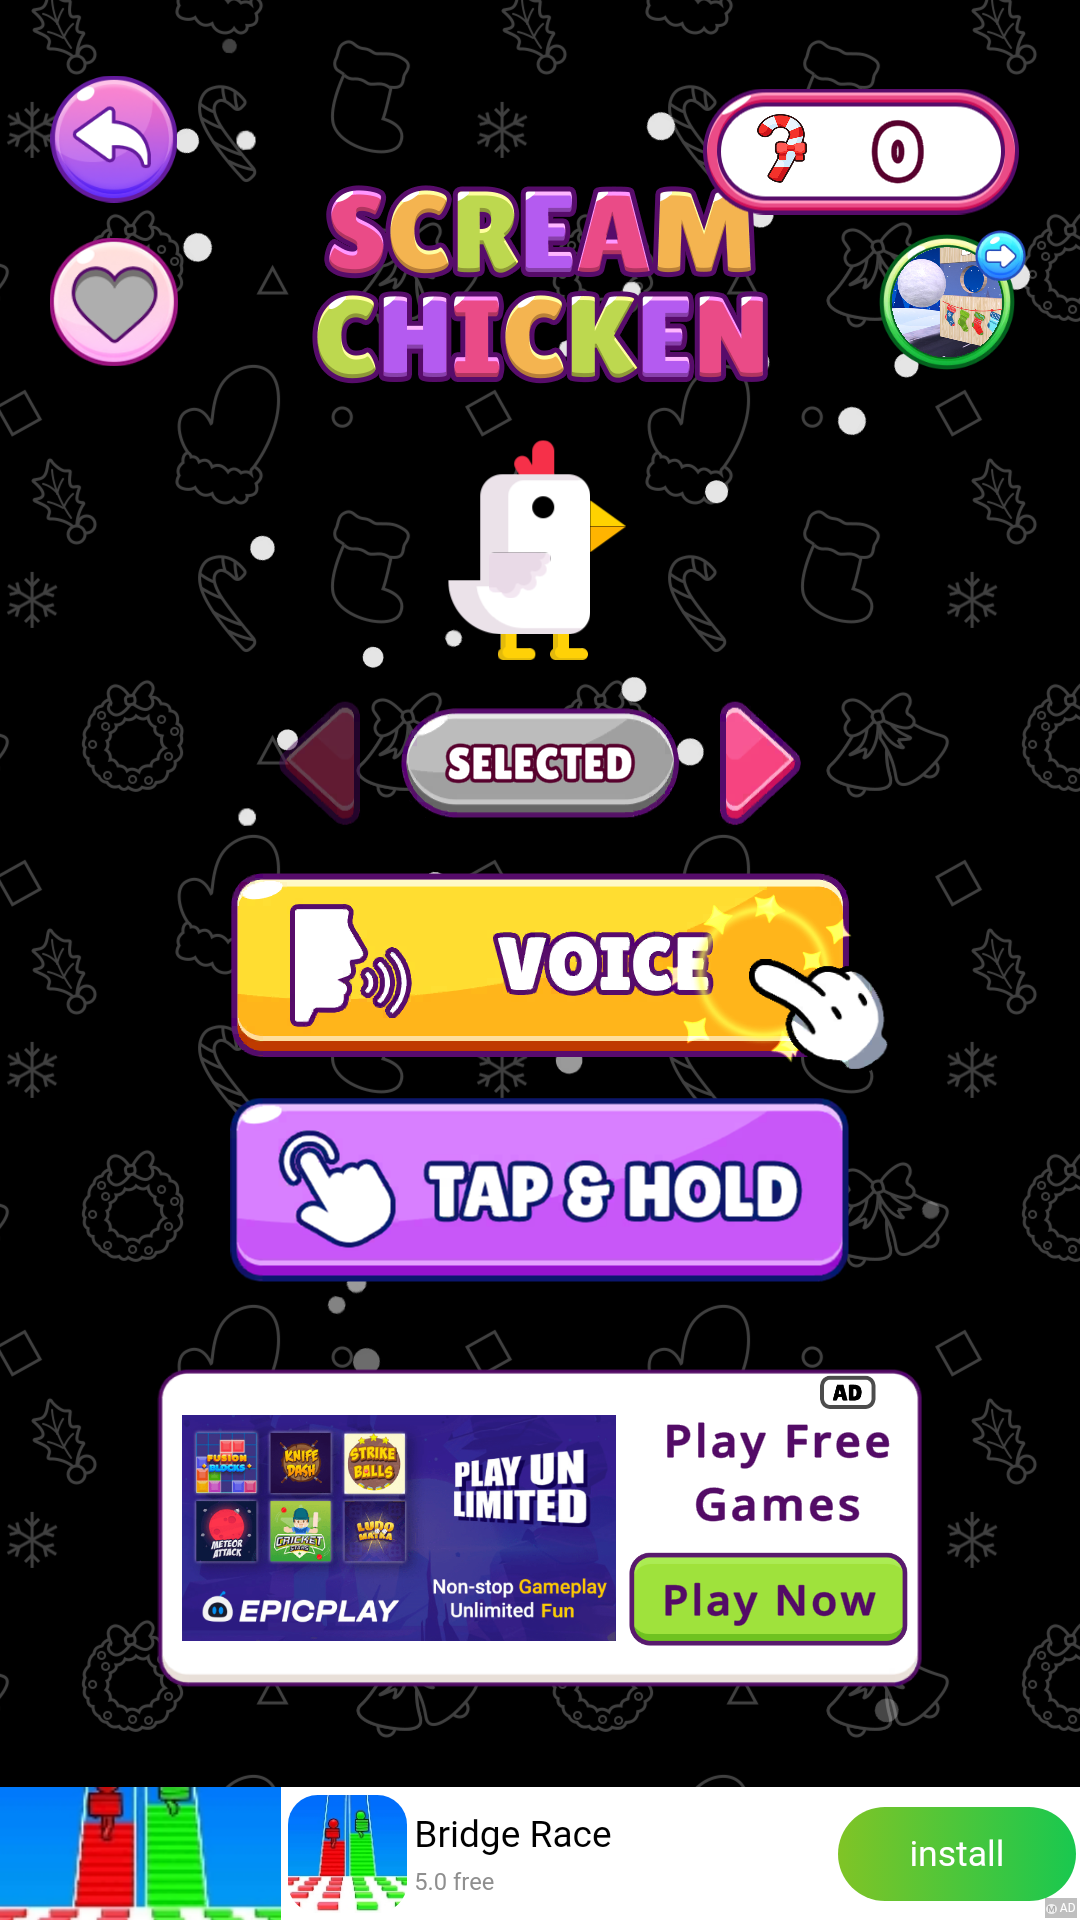 0
SCREAM
CHICKEN
SELECTED
VOICE
TAP & HOLD
AD
FUSION
BLOCKS
KNIFE
DASH
STRIKE
BALLS
METEOR
ATTACK
CRICKET
LUDO
PLAY UN
LIMITED
Non-stop Gameplay
Unlimited Fun
EPICPLAY
Play Free
Games
Play Now
Bridge Race
5.0 free
install
AD